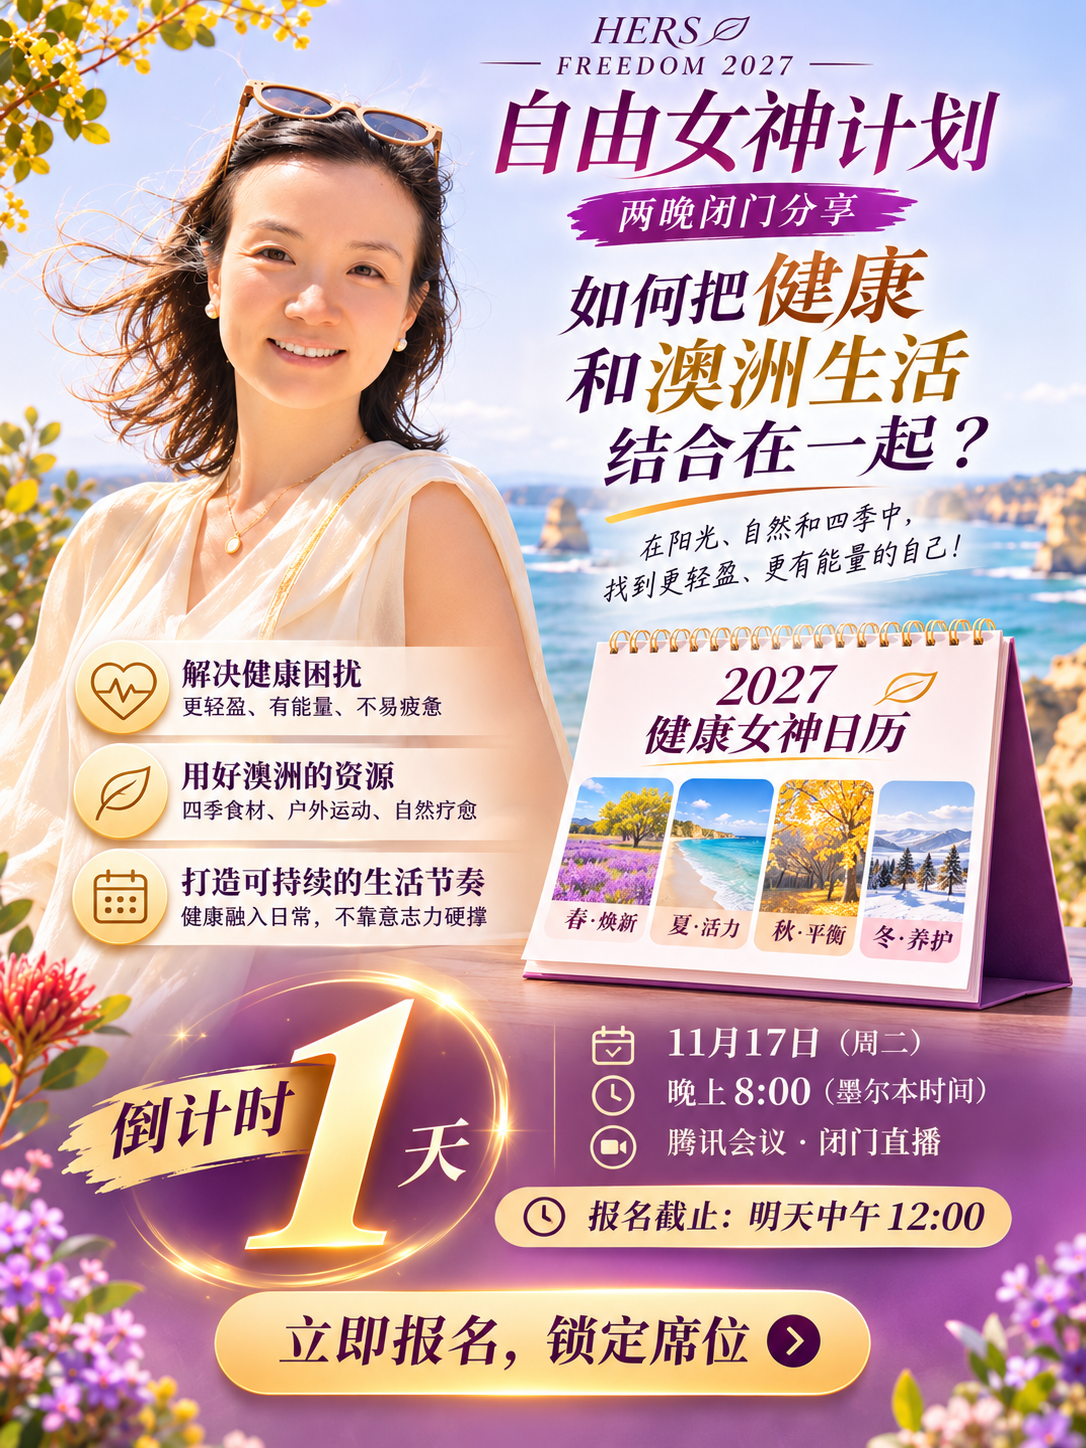 HERS
FREEDOM 2027
自由女神计划
两晚闭门分享
如何把健康
和澳洲生活
结合在一起？
在阳光、自然和四季中，
找到更轻盈、更有能量的自己！
解决健康困扰
更轻盈、有能量、不易疲惫
用好澳洲的资源
四季食材、户外运动、自然疗愈
打造可持续的生活节奏
健康融入日常，不靠意志力硬撑
2027
健康女神日历
春·焕新
夏·活力
秋·平衡
冬·养护
倒计时1天
11月17日（周二）
晚上 8:00（墨尔本时间）
腾讯会议 · 闭门直播
报名截止：明天中午 12:00
立即报名，锁定席位